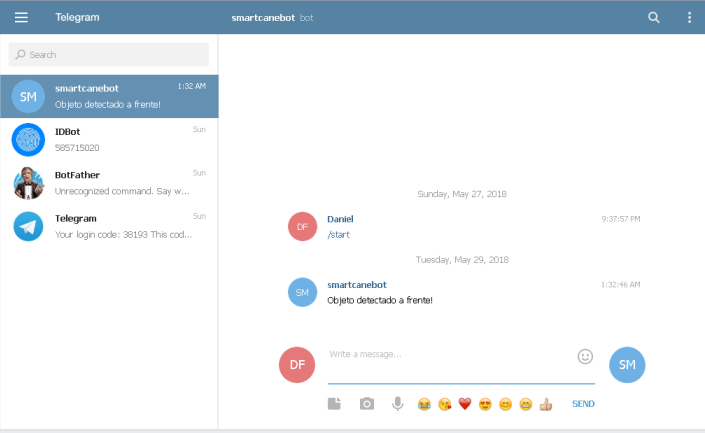 Telegram
smartcanebot bot
Search
smartcanebot 1:32 AM
Objeto detectado a frente!
IDBot Sun
585715020
BotFather Sun
Unrecognized command. Say w...
Telegram Sun
Your login code: 38193 This cod...
Sunday, May 27, 2018
DF Daniel 9:37:57 PM
/start
Tuesday, May 29, 2018
SM smartcanebot 1:32:46 AM
Objeto detectado a frente!
DF Write a message... SM
SEND
SM